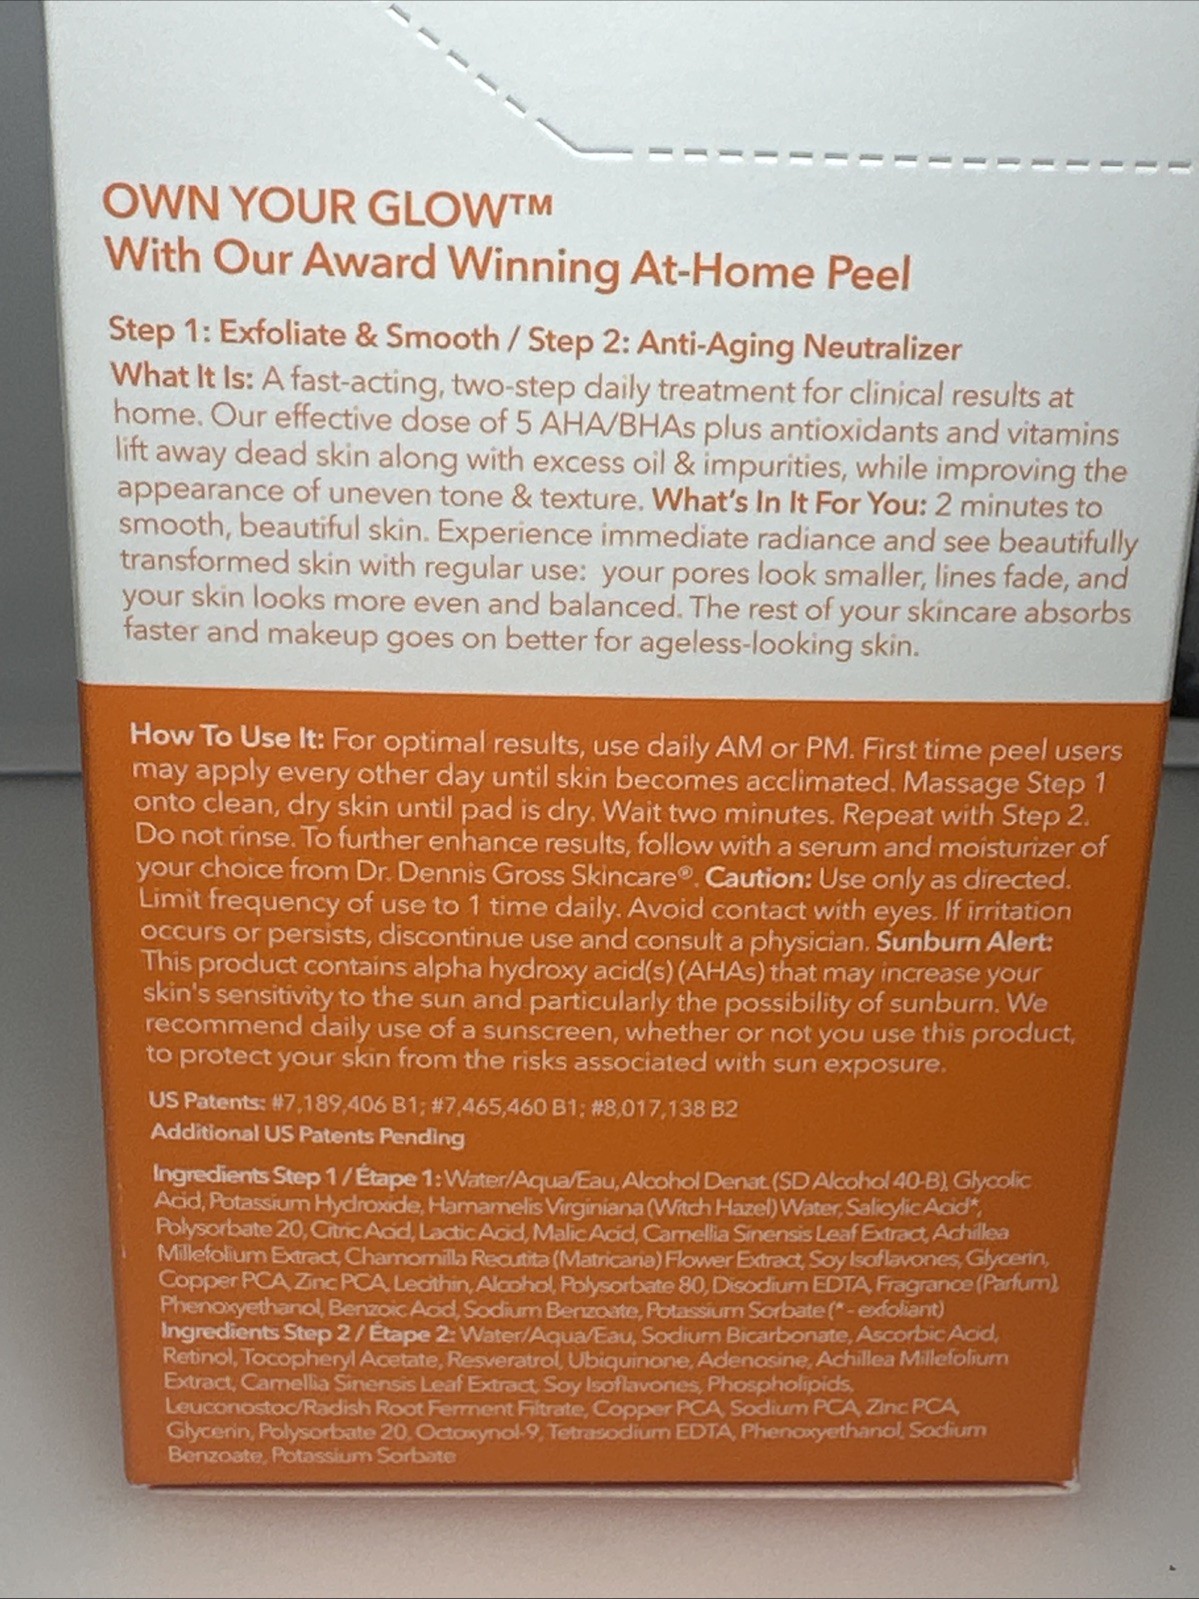 OWN YOUR GLOW™
With Our Award Winning At-Home Peel
Step 1: Exfoliate & Smooth / Step 2: Anti-Aging Neutralizer
What It Is: A fast-acting, two-step daily treatment for clinical results at
home. Our effective dose of 5 AHA/BHAs plus antioxidants and vitamins
lift away dead skin along with excess oil & impurities, while improving the
appearance of uneven tone & texture. What's In It For You: 2 minutes to
smooth, beautiful skin. Experience immediate radiance and see beautifully
transformed skin with regular use: your pores look smaller, lines fade, and
your skin looks more even and balanced. The rest of your skincare absorbs
faster and makeup goes on better for ageless-looking skin.
How To Use It: For optimal results, use daily AM or PM. First time peel users
may apply every other day until skin becomes acclimated. Massage Step 1
onto clean, dry skin until pad is dry. Wait two minutes. Repeat with Step 2.
Do not rinse. To further enhance results, follow with a serum and moisturizer of
your choice from Dr. Dennis Gross Skincare®. Caution: Use only as directed.
Limit frequency of use to 1 time daily. Avoid contact with eyes. If irritation
occurs or persists, discontinue use and consult a physician. Sunburn Alert:
This product contains alpha hydroxy acid(s) (AHAs) that may increase your
skin's sensitivity to the sun and particularly the possibility of sunburn. We
recommend daily use of a sunscreen, whether or not you use this product,
to protect your skin from the risks associated with sun exposure.
US Patents: #7,189,406 B1; #7,465,460 B1; #8,017,138 B2
Additional US Patents Pending
Ingredients Step 1 / Étape 1: Water/Aqua/Eau, Alcohol Denat. (SD Alcohol 40-B), Glycolic
Acid, Potassium Hydroxide, Hamamelis Virginiana (Witch Hazel) Water, Salicylic Acid*,
Polysorbate 20, Citric Acid, Lactic Acid, Malic Acid, Camellia Sinensis Leaf Extract, Achillea
Millefolium Extract, Chamomilla Recutita (Matricaria) Flower Extract, Soy Isoflavones, Glycerin,
Copper PCA, Zinc PCA, Lecithin, Alcohol, Polysorbate 80, Disodium EDTA, Fragrance (Parfum),
Phenoxyethanol, Benzoic Acid, Sodium Benzoate, Potassium Sorbate (* - exfoliant)
Ingredients Step 2 / Étape 2: Water/Aqua/Eau, Sodium Bicarbonate, Ascorbic Acid,
Retinol, Tocopheryl Acetate, Resveratrol, Ubiquinone, Adenosine, Achillea Millefolium
Extract, Camellia Sinensis Leaf Extract, Soy Isoflavones, Phospholipids,
Leuconostoc/Radish Root Ferment Filtrate, Copper PCA, Sodium PCA, Zinc PCA,
Glycerin, Polysorbate 20, Octoxynol-9, Tetrasodium EDTA, Phenoxyethanol, Sodium
Benzoate, Potassium Sorbate